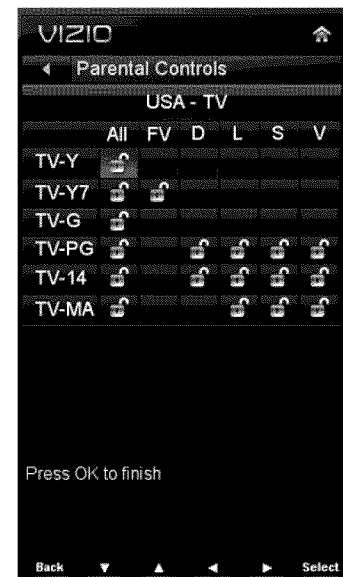 VIZIO
Parental Controls
USA - TV
All FV D L S V
TV-Y
TV-Y7
TV-G
TV-PG
TV-14
TV-MA
Press OK to finish
Back Select